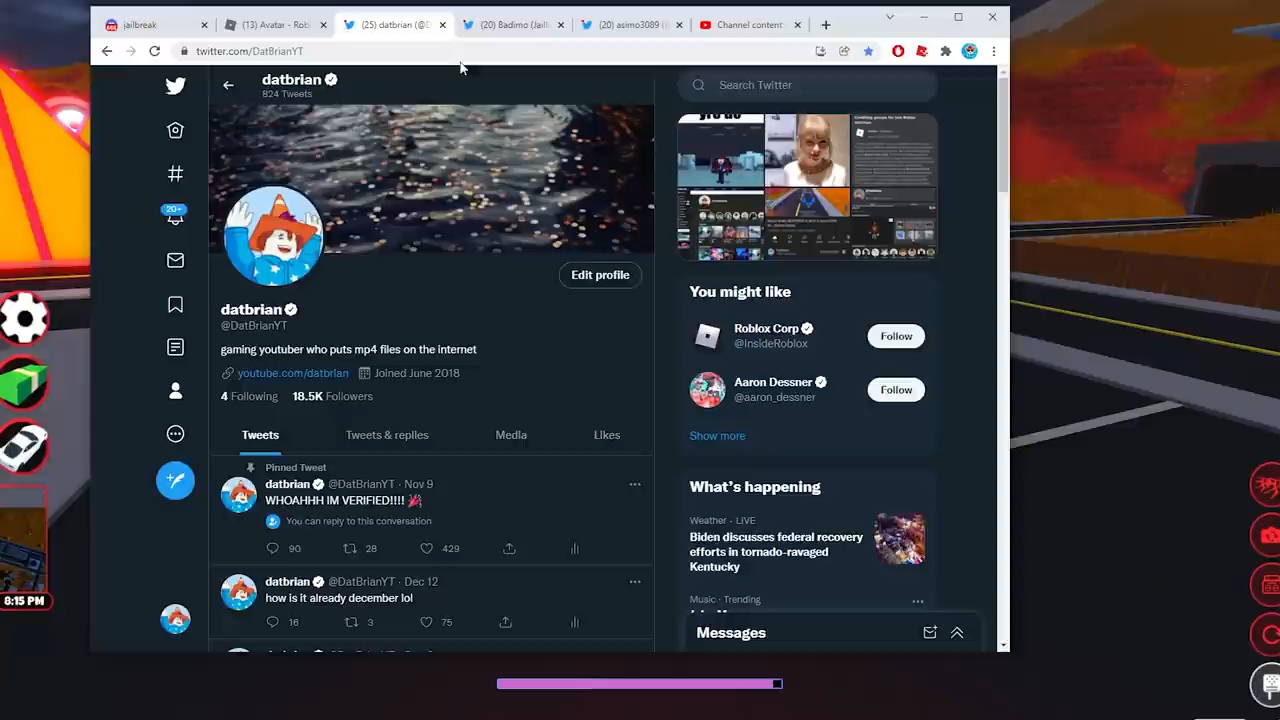 jailbreak
(13) Avatar - Rob
(25) datbrian (@D
(20) Badimo (Jail
(20) asimo3089 (
Channel content
twitter.com/DatBrianYT
datbrian
824 Tweets
Search Twitter
20+
Edit profile
datbrian
@DatBrianYT
gaming youtuber who puts mp4 files on the internet
youtube.com/datbrian
Joined June 2018
4 Following 18.5K Followers
Tweets
Tweets & replies
Media
Likes
Pinned Tweet
datbrian @DatBrianYT · Nov 9
WHOAHHH IM VERIFIED!!!! 🎉
You can reply to this conversation
90 28 429
datbrian @DatBrianYT · Dec 12
how is it already december lol
16 3 75
You might like
Roblox Corp
@InsideRoblox
Follow
Aaron Dessner
@aaron_dessner
Follow
Show more
What's happening
Weather · LIVE
Biden discusses federal recovery
efforts in tornado-ravaged
Kentucky
Music · Trending
Messages
8:15 PM